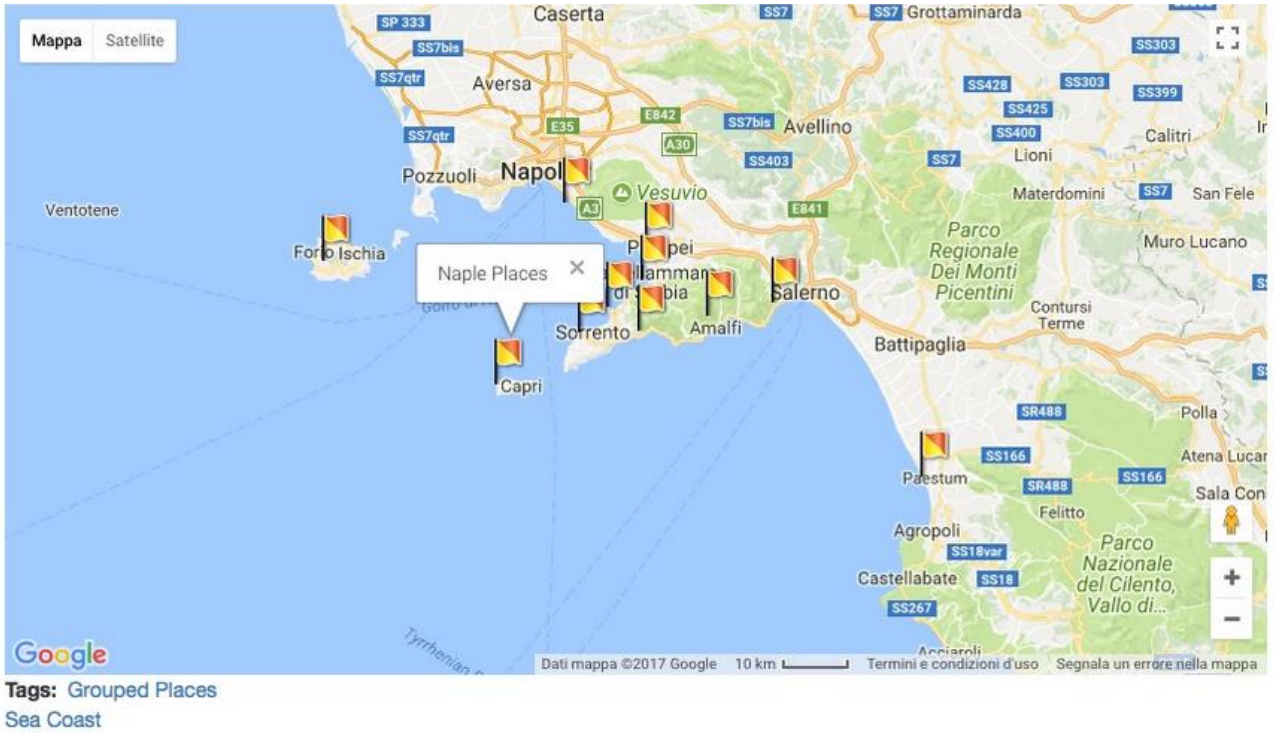 Mappa
Satellite
SP 333
Caserta
SS7
SS7
Grottaminarda
SS7bis
SS303
SS7qtr
Aversa
SS428
SS303
SS399
SS425
E842
SS7bis
Avellino
SS7qtr
E35
SS400
Calitri
A30
SS403
SS7
Lioni
Pozzuoli
Vesuvio
Materdomini
SS7
San Fele
Ventotene
A3
E841
Parco
Regionale
Dei Monti
Picentini
Muro Lucano
Forio
Ischia
Naple Places
Salerno
Contursi
Terme
Sorrento
Amalfi
Battipaglia
Capri
SR488
Polla
SS166
Paestum
SR488
SS166
Sala Con
Felitto
Agropoli
SS18var
Parco
Nazionale
del Cilento,
Vallo di...
Castellabate
SS18
SS267
Google
Dati mappa ©2017 Google
10 km
Termini e condizioni d'uso
Segnala un errore nella mappa
Tags: Grouped Places
Sea Coast